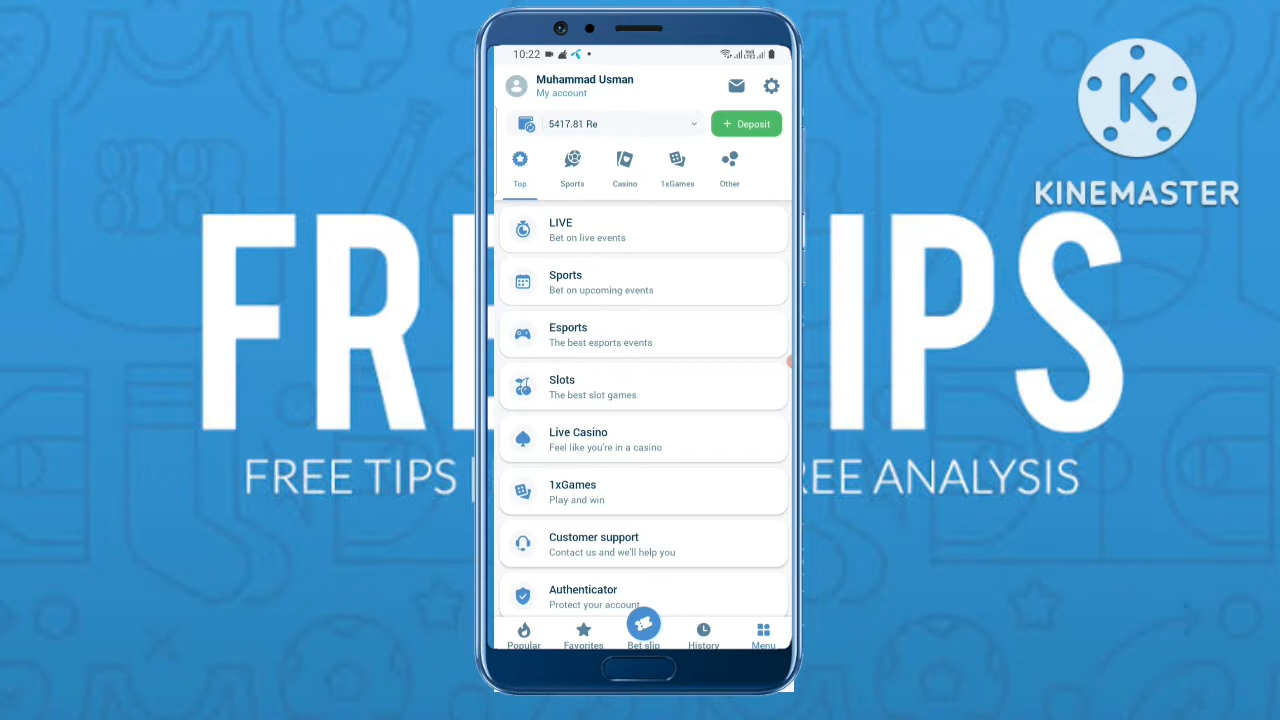 10:22
Muhammad Usman
My account
5417.81 Re
+ Deposit
Top Sports Casino 1xGames Other
LIVE
Bet on live events
Sports
Bet on upcoming events
Esports
The best esports events
Slots
The best slot games
Live Casino
Feel like you're in a casino
1xGames
Play and win
Customer support
Contact us and we'll help you
Authenticator
Protect your account
Popular Favorites Bet slip History Menu
K
KINEMASTER
FR IPS
FREE TIPS REE ANALYSIS